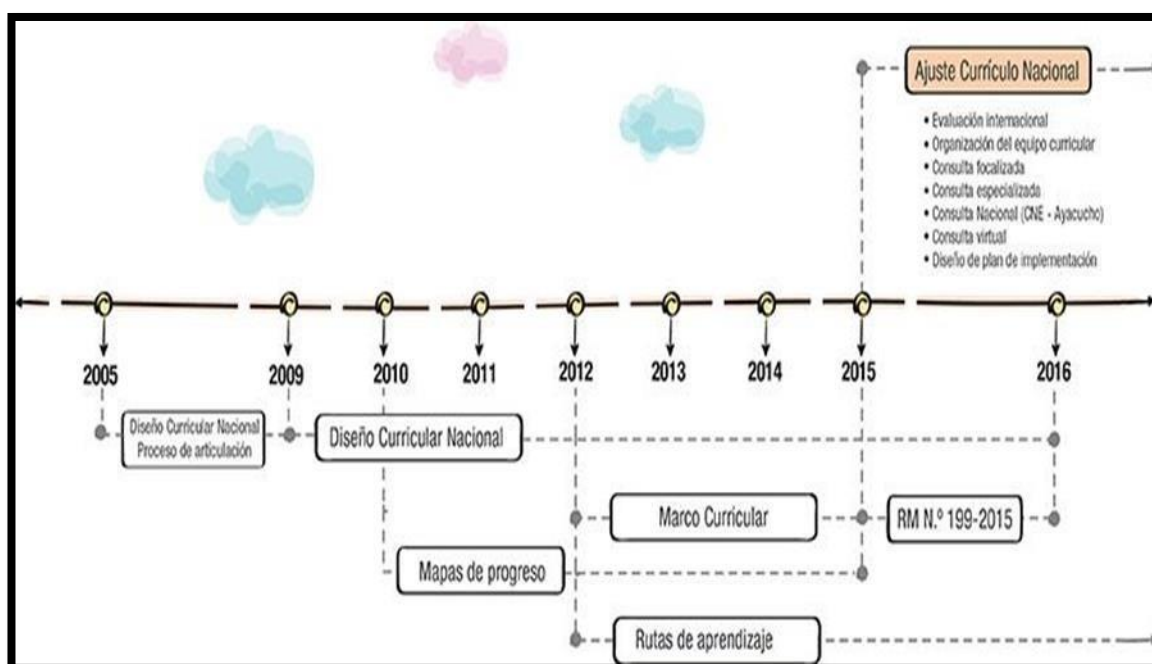 Ajuste Currículo Nacional
• Evaluación internacional
• Organización del equipo curricular
• Consulta focalizada
• Consulta especializada
• Consulta Nacional (CNE - Ayacucho)
• Consulta virtual
• Diseño de plan de implementación
2005
2009
2010
2011
2012
2013
2014
2015
2016
Diseño Curricular Nacional
Proceso de articulación
Diseño Curricular Nacional
Marco Curricular
RM N.º 199-2015
Mapas de progreso
Rutas de aprendizaje